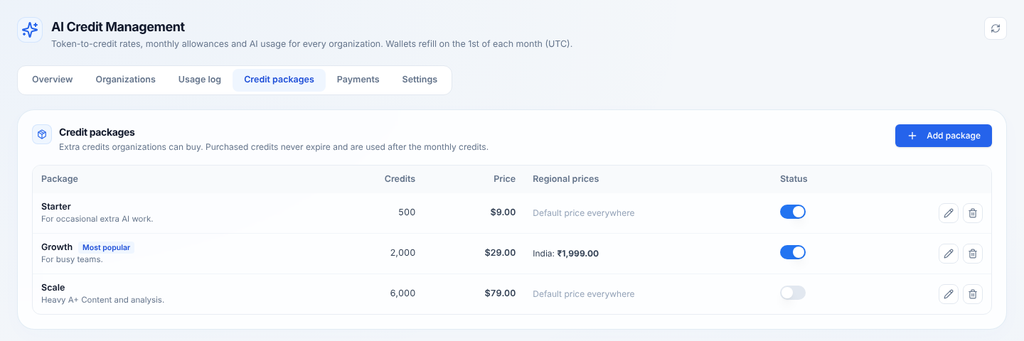 AI Credit Management
Token-to-credit rates, monthly allowances and AI usage for every organization. Wallets refill on the 1st of each month (UTC).
Overview Organizations Usage log Credit packages Payments Settings
Credit packages
Extra credits organizations can buy. Purchased credits never expire and are used after the monthly credits.
Add package
Package Credits Price Regional prices Status
Starter
For occasional extra AI work.
500 $9.00 Default price everywhere
Growth Most popular
For busy teams.
2,000 $29.00 India: ₹1,999.00
Scale
Heavy A+ Content and analysis.
6,000 $79.00 Default price everywhere